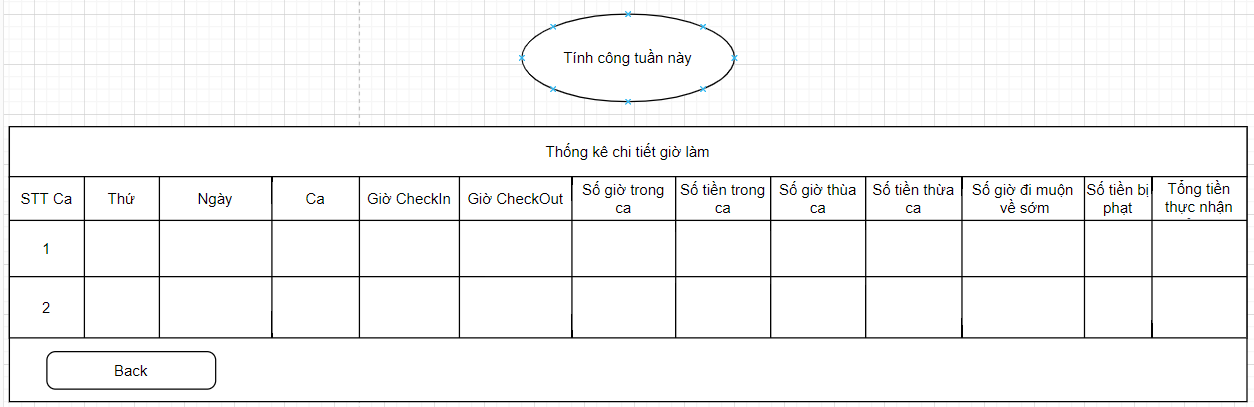 Tính công tuần này
Thống kê chi tiết giờ làm
STT Ca
Thứ
Ngày
Ca
Giờ CheckIn
Giờ CheckOut
Số giờ trong
ca
Số tiền trong
ca
Số giờ thùa
ca
Số tiền thừa
ca
Số giờ đi muộn
về sớm
Số tiền bị
phạt
Tổng tiền
thực nhận
1
2
Back